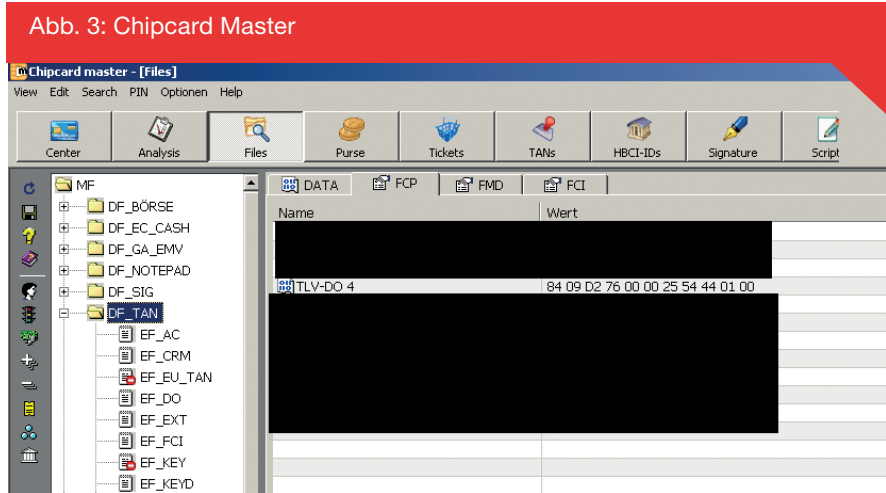 Abb. 3: Chipcard Master
Chipcard master - [Files]
View Edit Search PIN Optionen Help
Center Analysis Files Purse Tickets TANs HBCI-IDs Signature Script
MF
DF_BÖRSE
DF_EC_CASH
DF_GA_EMV
DF_NOTEPAD
DF_SIG
DF_TAN
EF_AC
EF_CRM
EF_EU_TAN
EF_DO
EF_EXT
EF_FCI
EF_KEY
EF_KEYD
DATA FCP FMD FCI
Name Wert
TLV-DO 4 84 09 D2 76 00 00 25 54 44 01 00